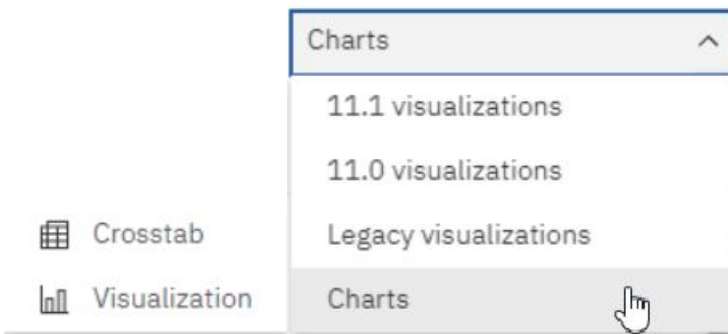 Charts
11.1 visualizations
11.0 visualizations
Crosstab
Legacy visualizations
Visualization
Charts